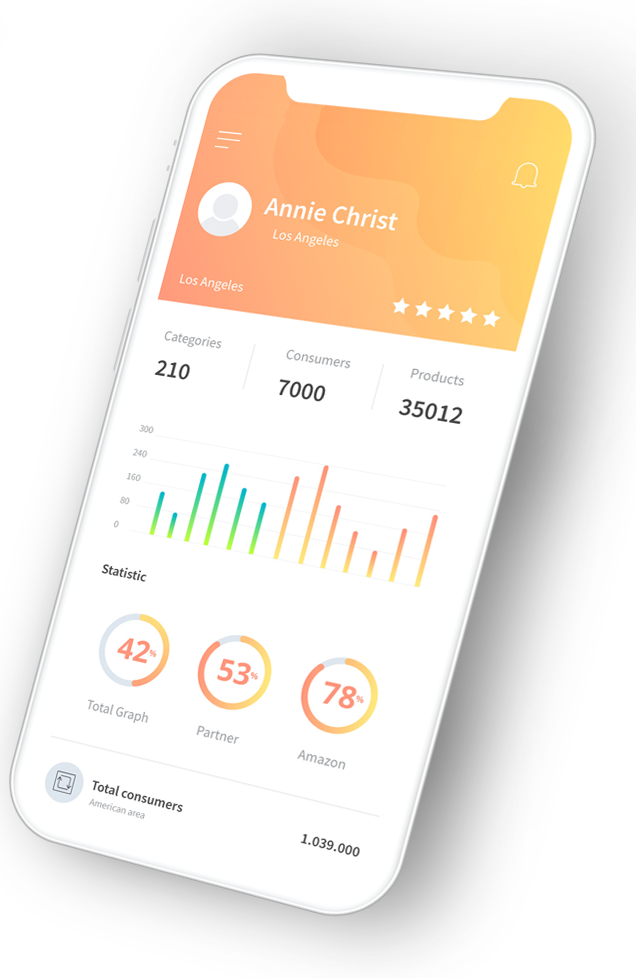 Annie Christ
Los Angeles
Los Angeles
Categories
210
Consumers
7000
Products
35012
300
240
160
80
0
Statistic
42%
Total Graph
53%
Partner
78%
Amazon
Total consumers
American area
1.039.000